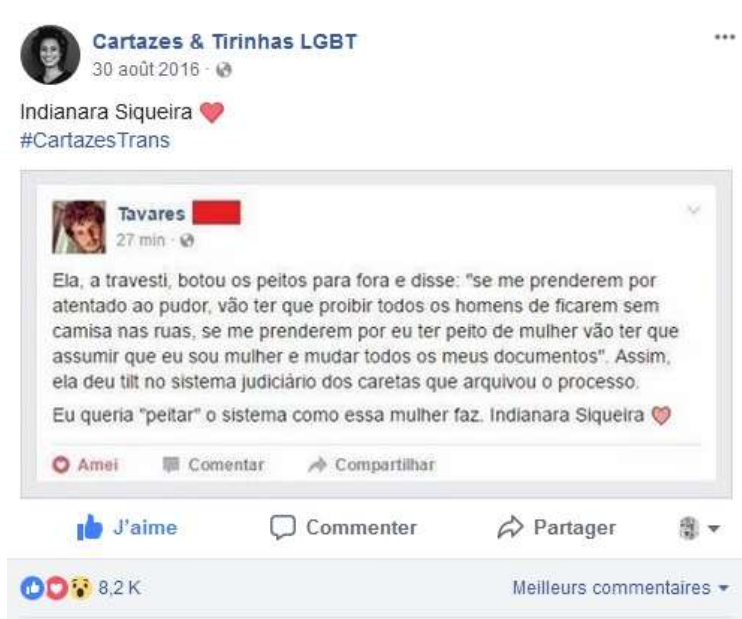 Cartazes & Tirinhas LGBT
30 août 2016 ·
Indianara Siqueira
#CartazesTrans
Tavares
27 min ·
Ela, a travesti, botou os peitos para fora e disse: "se me prenderem por
atentado ao pudor, vão ter que proibir todos os homens de ficarem sem
camisa nas ruas, se me prenderem por eu ter peito de mulher vão ter que
assumir que eu sou mulher e mudar todos os meus documentos". Assim,
ela deu tilt no sistema judiciário dos caretas que arquivou o processo.
Eu queria "peitar" o sistema como essa mulher faz. Indianara Siqueira
Amei Comentar Compartilhar
J'aime Commenter Partager
8,2 K Meilleurs commentaires